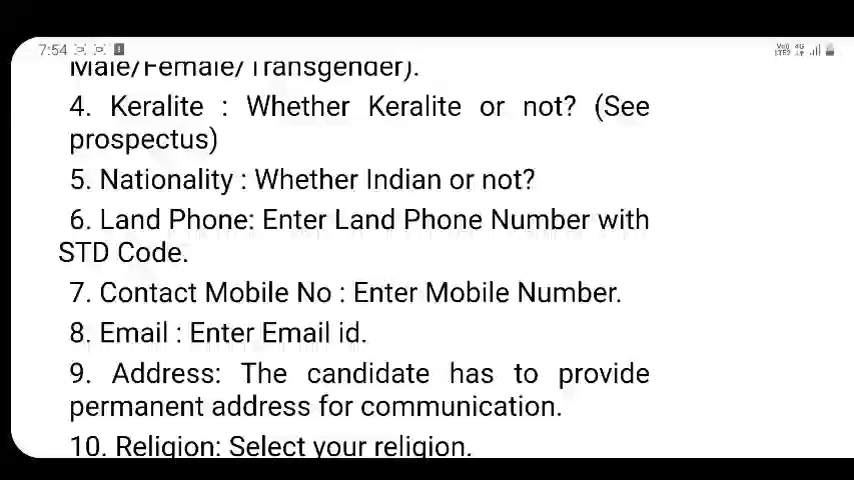 7:54
Male/Female/Transgender).
4. Keralite : Whether Keralite or not? (See
prospectus)
5. Nationality : Whether Indian or not?
6. Land Phone: Enter Land Phone Number with
STD Code.
7. Contact Mobile No : Enter Mobile Number.
8. Email : Enter Email id.
9. Address: The candidate has to provide
permanent address for communication.
10. Religion: Select your religion.